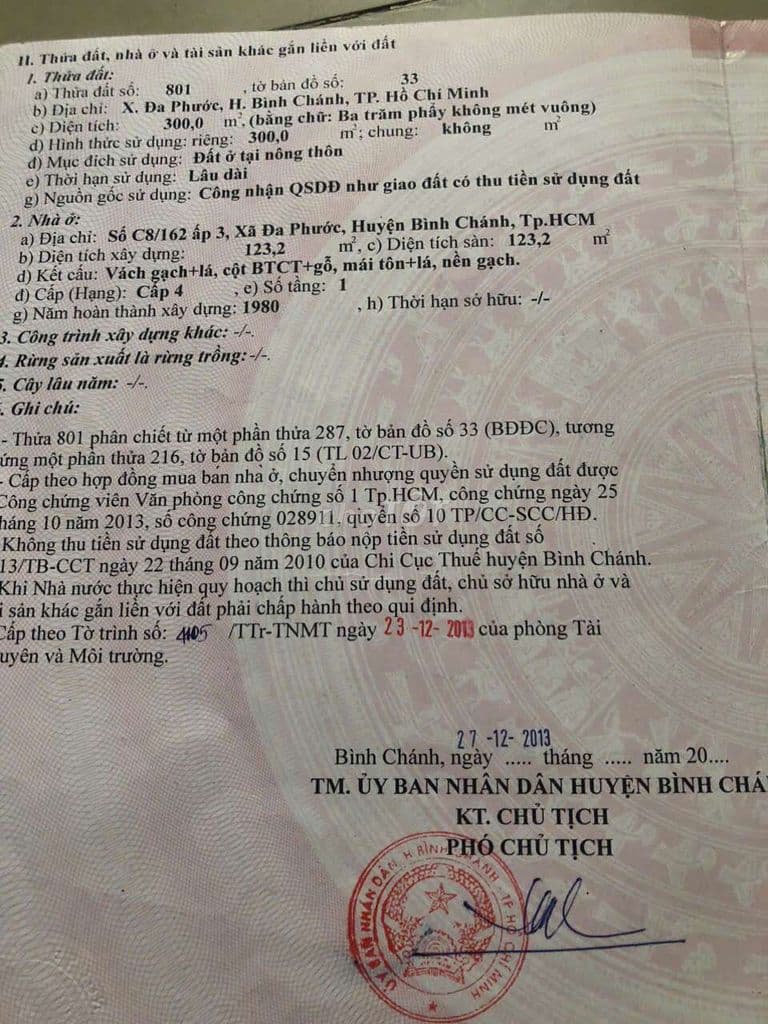 II. Thửa đất, nhà ở và tài sản khác gắn liền với đất
1. Thửa đất:
a) Thửa đất số: 801 , tờ bản đồ số: 33
b) Địa chỉ: X. Đa Phước, H. Bình Chánh, TP. Hồ Chí Minh
c) Diện tích: 300,0 m², (bằng chữ: Ba trăm phẩy không mét vuông)
d) Hình thức sử dụng: riêng: 300,0 m²; chung: không m²
đ) Mục đích sử dụng: Đất ở tại nông thôn
e) Thời hạn sử dụng: Lâu dài
g) Nguồn gốc sử dụng: Công nhận QSDĐ như giao đất có thu tiền sử dụng đất
2. Nhà ở:
a) Địa chỉ: Số C8/162 ấp 3, Xã Đa Phước, Huyện Bình Chánh, Tp.HCM
b) Diện tích xây dựng: 123,2 m², c) Diện tích sàn: 123,2 m²
d) Kết cấu: Vách gạch+lá, cột BTCT+gỗ, mái tôn+lá, nền gạch.
đ) Cấp (Hạng): Cấp 4 , e) Số tầng: 1
g) Năm hoàn thành xây dựng: 1980 , h) Thời hạn sở hữu: -/-
3. Công trình xây dựng khác: -/-.
4. Rừng sản xuất là rừng trồng: -/-.
5. Cây lâu năm: -/-.
. Ghi chú:
- Thửa 801 phân chiết từ một phần thửa 287, tờ bản đồ số 33 (BĐĐC), tương
ứng một phần thửa 216, tờ bản đồ số 15 (TL 02/CT-UB).
- Cấp theo hợp đồng mua bán nhà ở, chuyển nhượng quyền sử dụng đất được
Công chứng viên Văn phòng công chứng số 1 Tp.HCM, công chứng ngày 25
háng 10 năm 2013, số công chứng 028911, quyển số 10 TP/CC-SCC/HĐ.
Không thu tiền sử dụng đất theo thông báo nộp tiền sử dụng đất số
13/TB-CCT ngày 22 tháng 09 năm 2010 của Chi Cục Thuế huyện Bình Chánh.
Khi Nhà nước thực hiện quy hoạch thì chủ sử dụng đất, chủ sở hữu nhà ở và
i sản khác gắn liền với đất phải chấp hành theo qui định.
Cấp theo Tờ trình số: 4105 /TTr-TNMT ngày 23-12-2013 của phòng Tài
uyên và Môi trường.
27-12-2013
Bình Chánh, ngày ..... tháng ..... năm 20....
TM. ỦY BAN NHÂN DÂN HUYỆN BÌNH CHÁN
KT. CHỦ TỊCH
PHÓ CHỦ TỊCH
ỦY BAN NHÂN DÂN H.BÌNH CHÁNH - TP HỒ CHÍ MINH